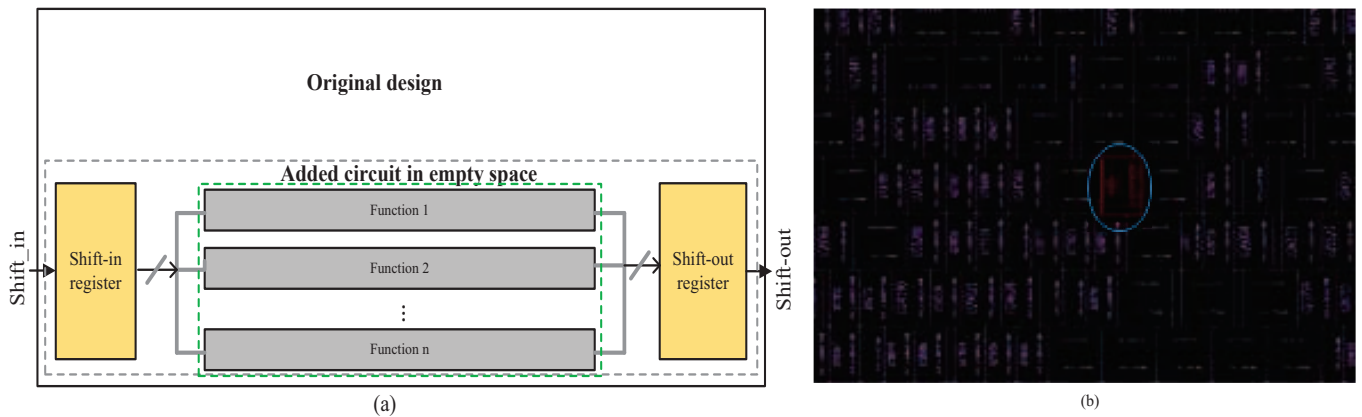 Original design
Added circuit in empty space
Shift_in
Shift-in
register
Function 1
Function 2
⋮
Function n
Shift-out
register
Shift-out
(a)
(b)